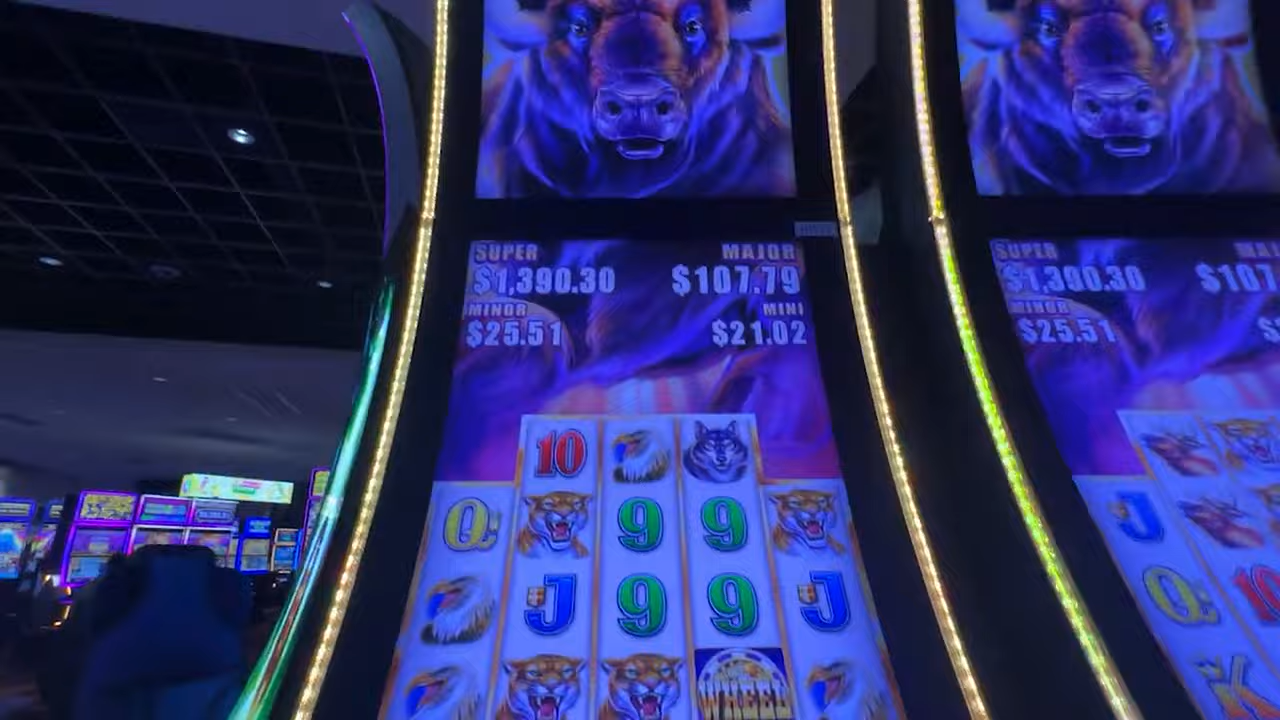 SUPER MAJOR
$1,390.30 $107.79
MINOR MINI
$25.51 $21.02
10
Q 9 9
J 9 9 J
WHEEL
SUPER
$1,390.30 $107
MINOR
$25.51
J
Q 10
K